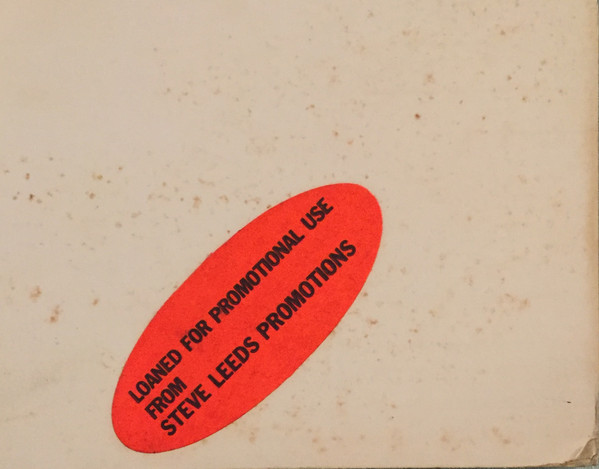 LOANED FOR PROMOTIONAL USE
FROM
STEVE LEEDS PROMOTIONS